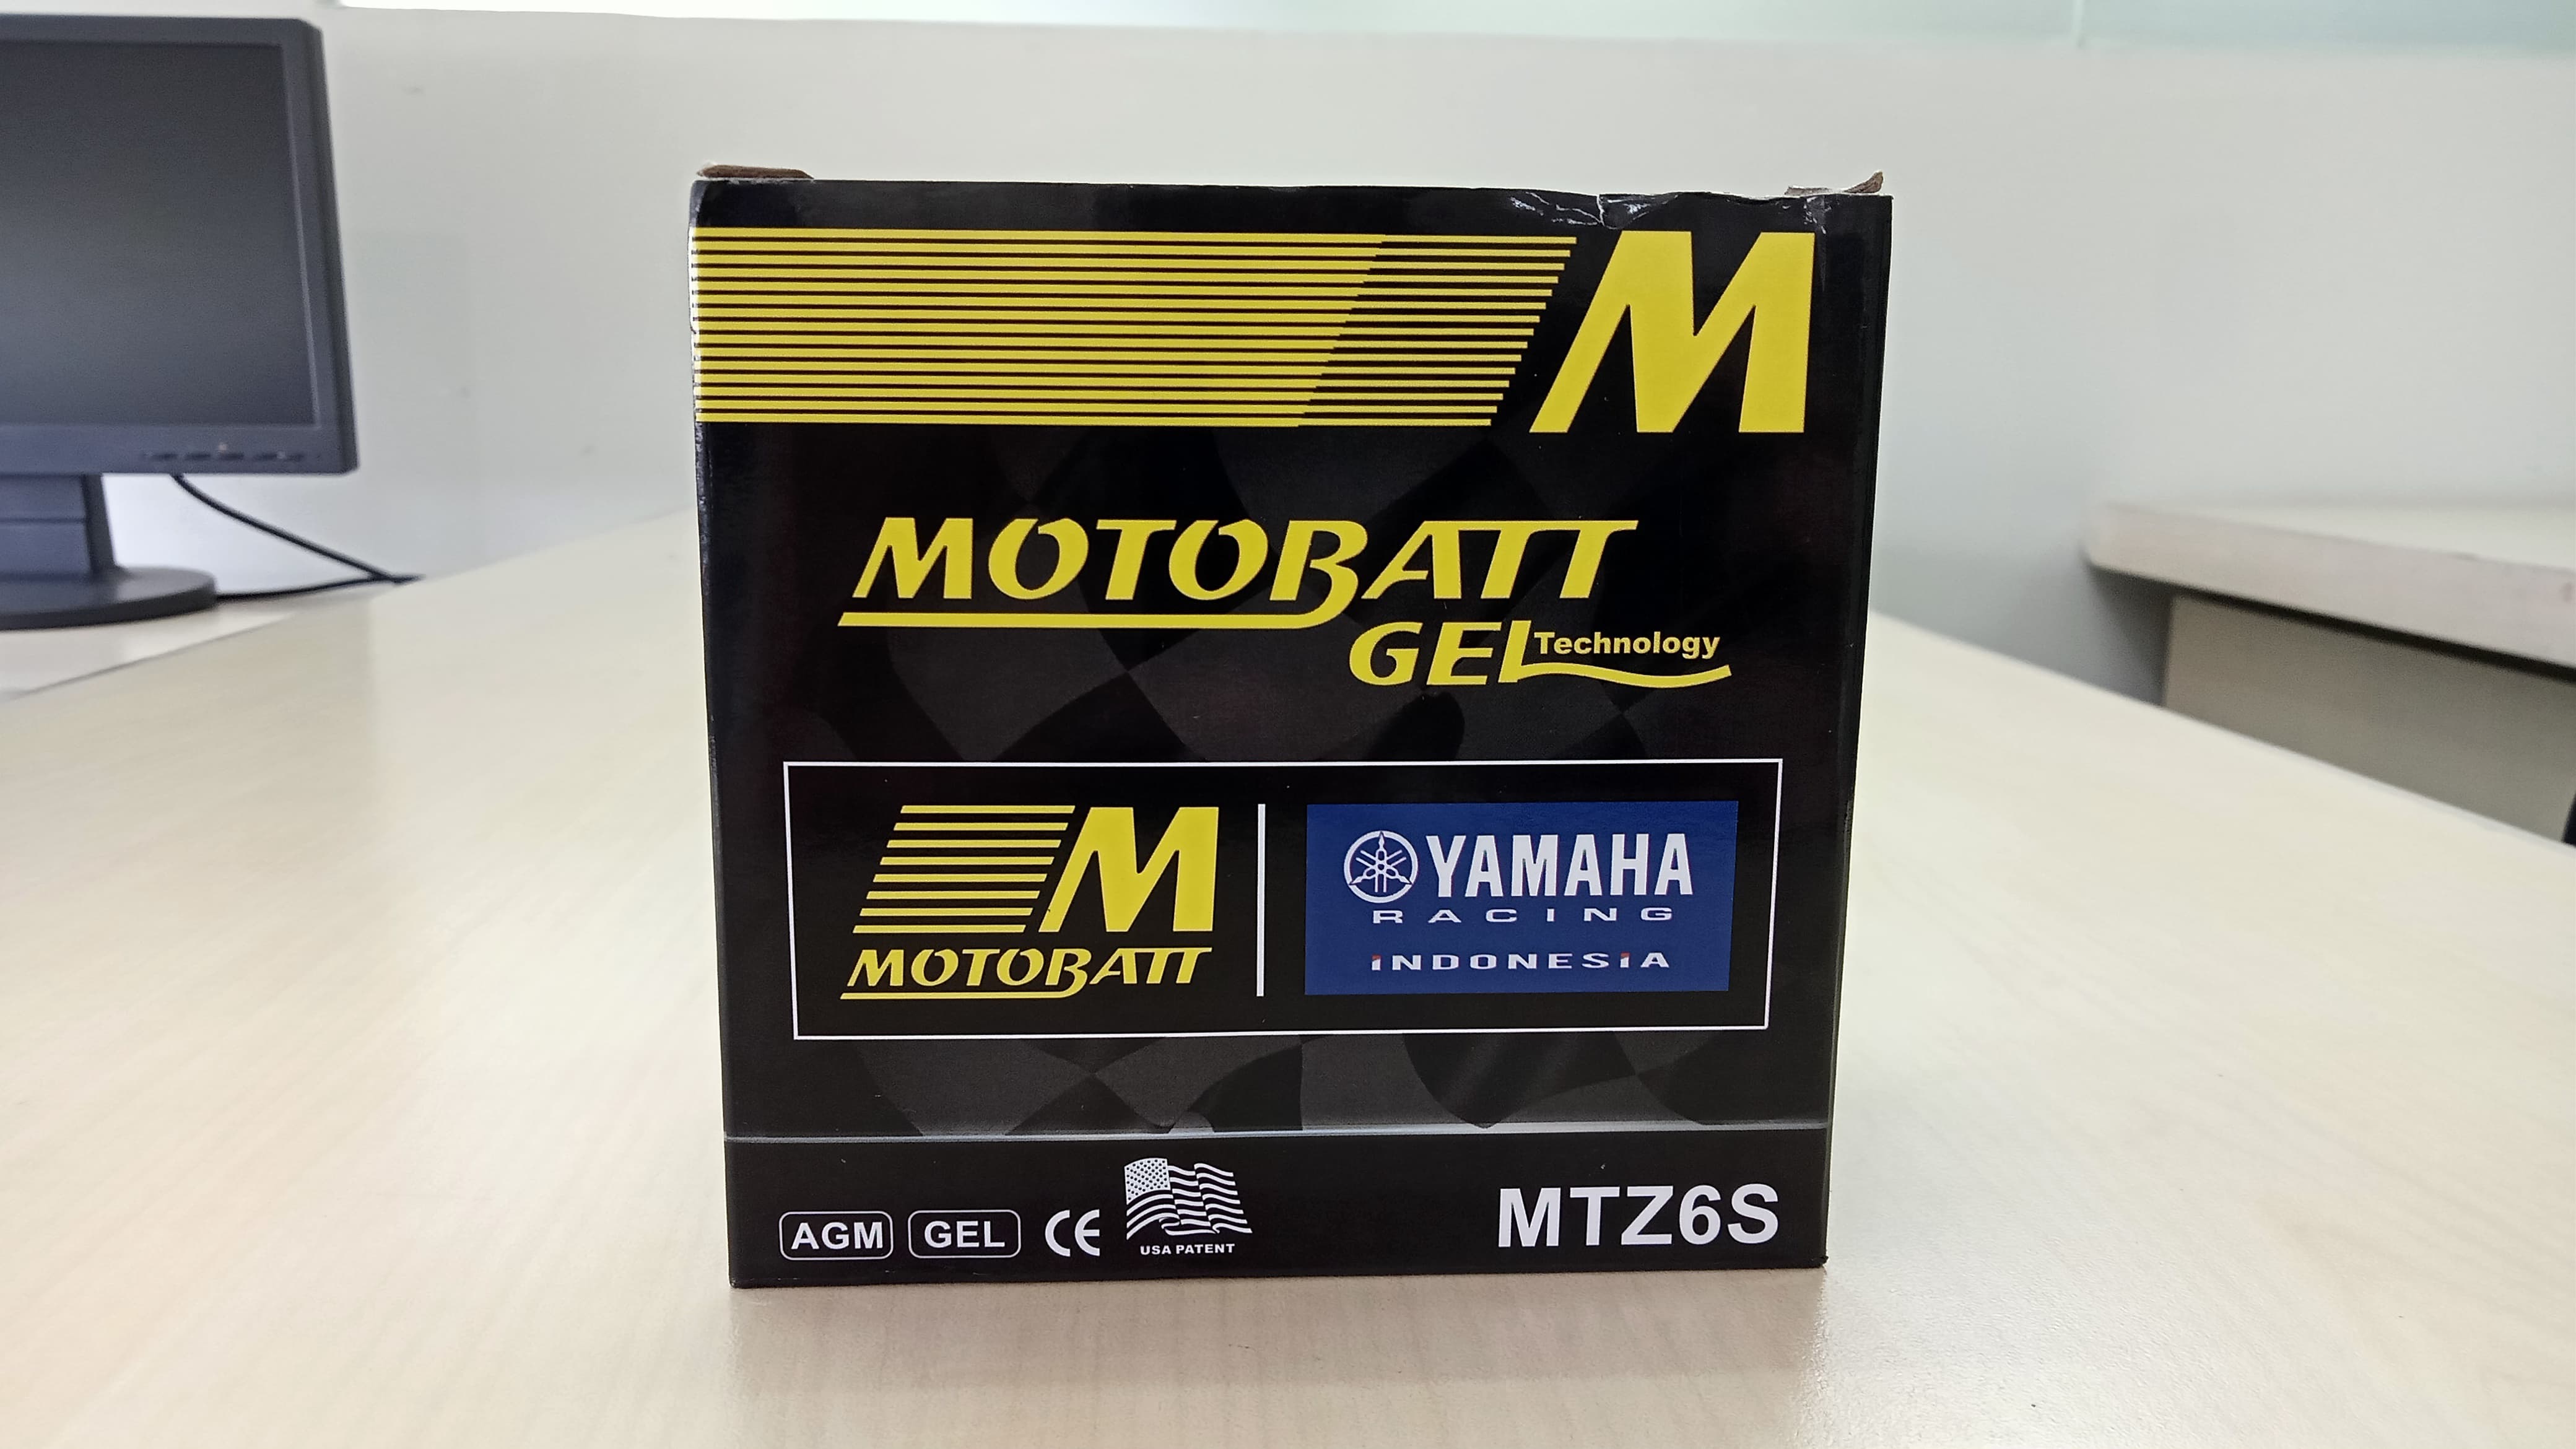 M
MOTOBATT
GEL Technology
M
MOTOBATT
YAMAHA
RACING
INDONESIA
AGM GEL CE
USA PATENT
MTZ6S